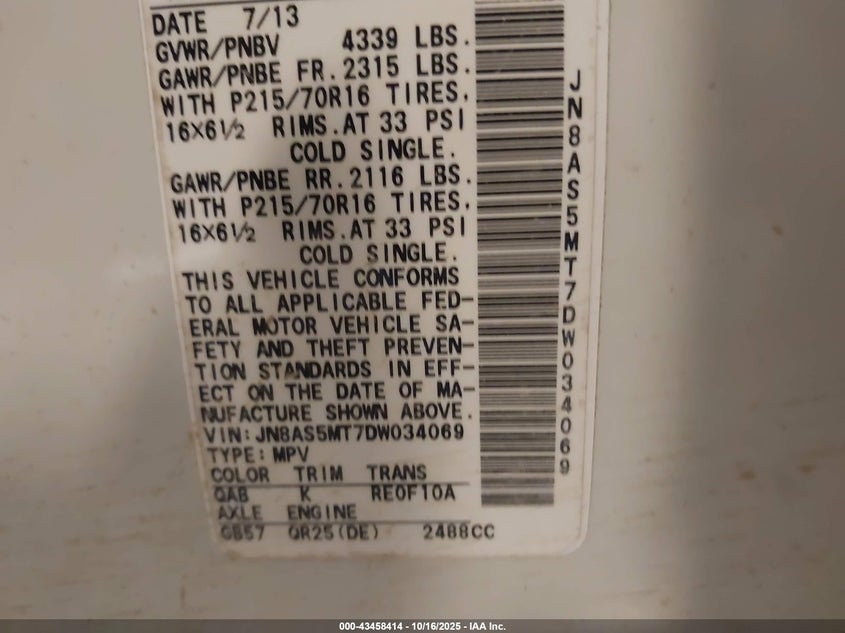 DATE 7/13
GVWR/PNBV 4339 LBS.
GAWR/PNBE FR. 2315 LBS.
WITH P215/70R16 TIRES,
16X6½ RIMS.AT 33 PSI
COLD SINGLE.
GAWR/PNBE RR. 2116 LBS.
WITH P215/70R16 TIRES.
16X6½ RIMS.AT 33 PSI
COLD SINGLE.
THIS VEHICLE CONFORMS
TO ALL APPLICABLE FED-
ERAL MOTOR VEHICLE SA-
FETY AND THEFT PREVEN-
TION STANDARDS IN EFF-
ECT ON THE DATE OF MA-
NUFACTURE SHOWN ABOVE.
VIN:JN8AS5MT7DW034069
TYPE:MPV
COLOR TRIM TRANS
QAB K RE0F10A
AXLE ENGINE
GB57 QR25(DE) 2488CC
JN8AS5MT7DW034069
000-43458414 - 10/16/2025 - IAA Inc.